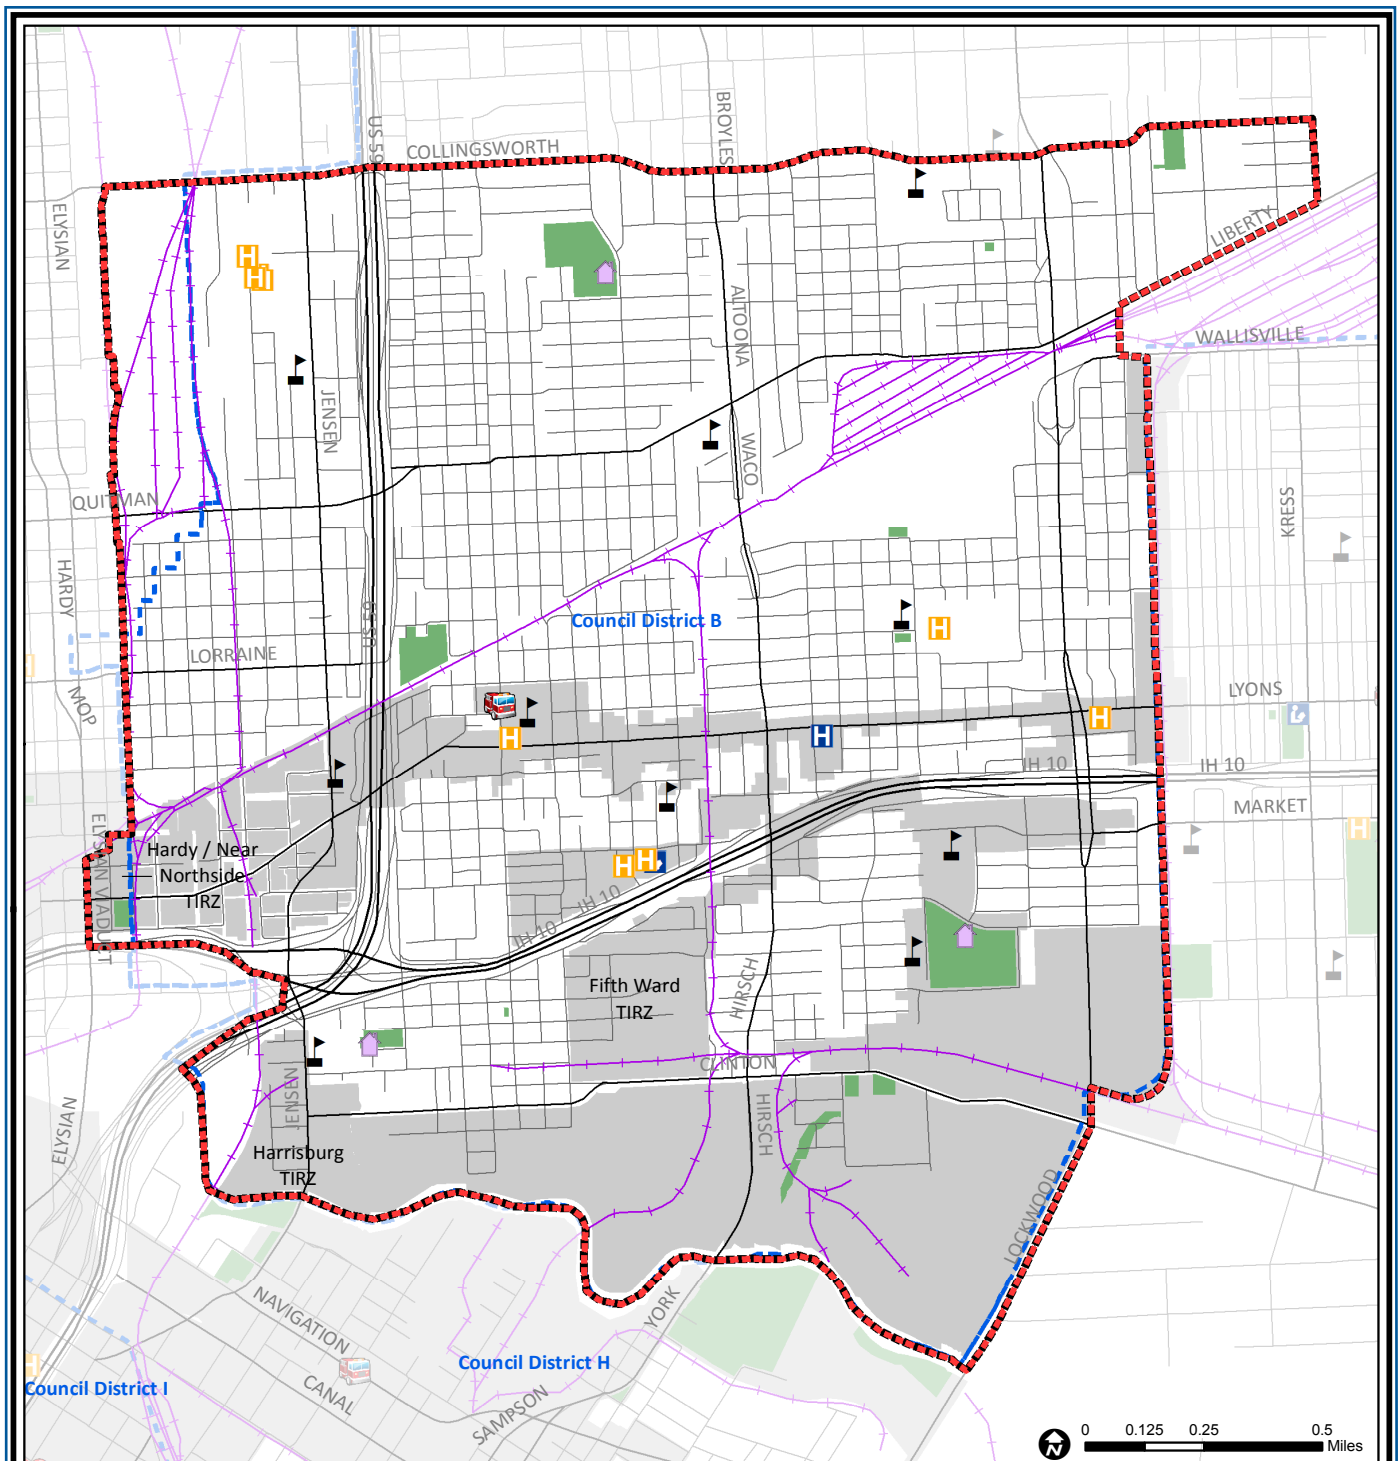 BROYLES
US 59
COLLINGSWORTH
ELYSIAN
LIBERTY
ALTOONA
WALLISVILLE
JENSEN
WACO
QUITMAN
KRESS
HARDY
US 59
Council District B
LORRAINE
MOP
LYONS
IH 10
IH 10
MARKET
ELYSIAN VIADUCT
Hardy / Near
Northside
TIRZ
IH 10
IH 10
HIRSCH
Fifth Ward
TIRZ
CLINTON
JENSEN
HIRSCH
ELYSIAN
Harrisburg
TIRZ
LOCKWOOD
NAVIGATION
YORK
Council District H
Council District I
CANAL
SAMPSON
N
0 0.125 0.25 0.5
Miles
H
H
H
H
H
H
H
H
H
H
H